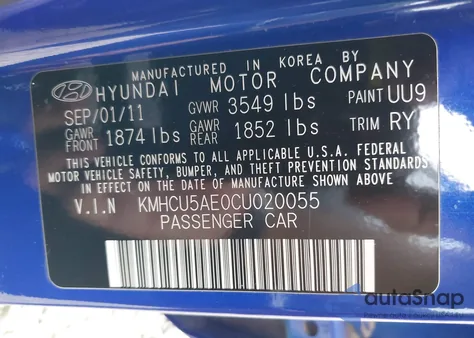 MANUFACTURED IN KOREA BY
HYUNDAI MOTOR COMPANY
SEP/01/11 GVWR 3549 lbs PAINT UU9
GAWR FRONT 1874 lbs GAWR REAR 1852 lbs TRIM RY
THIS VEHICLE CONFORMS TO ALL APPLICABLE U.S.A. FEDERAL
MOTOR VEHICLE SAFETY, BUMPER, AND THEFT PREVENTION STANDARDS
IN EFFECT ON THE DATE OF MANUFACTURE SHOWN ABOVE.
V.I.N KMHCU5AE0CU020055
PASSENGER CAR
autoSnap